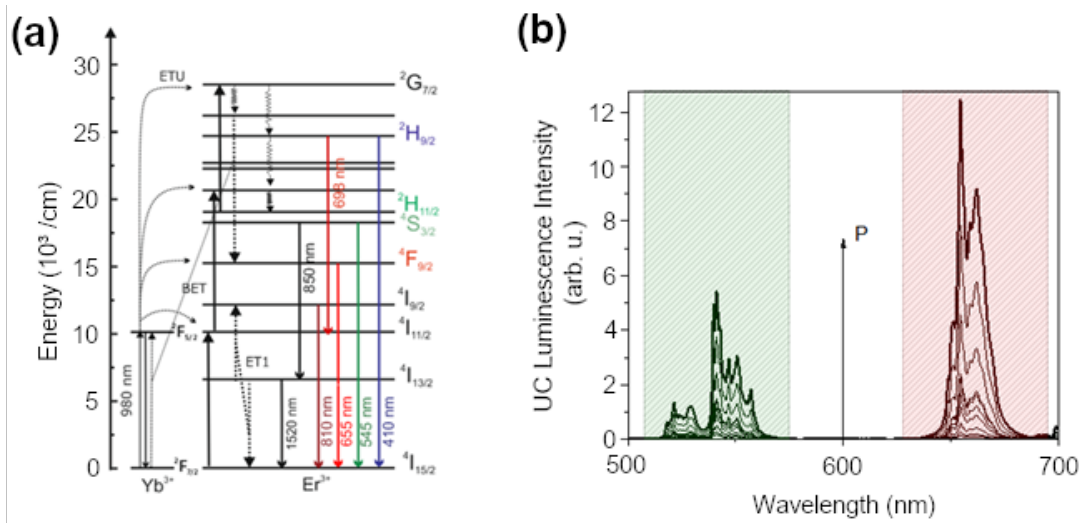 (a)
(b)
Energy (10³ /cm)
30
25
20
15
10
5
0
ETU
BET
ET1
980 nm
²F₅/₂
²F₇/₂
Yb³⁺
Er³⁺
²G₇/₂
²H₉/₂
²H₁₁/₂
⁴S₃/₂
⁴F₉/₂
⁴I₉/₂
⁴I₁₁/₂
⁴I₁₃/₂
⁴I₁₅/₂
698 nm
850 nm
1520 nm
810 nm
655 nm
545 nm
410 nm
UC Luminescence Intensity
(arb. u.)
12
10
8
6
4
2
0
P
500
600
700
Wavelength (nm)